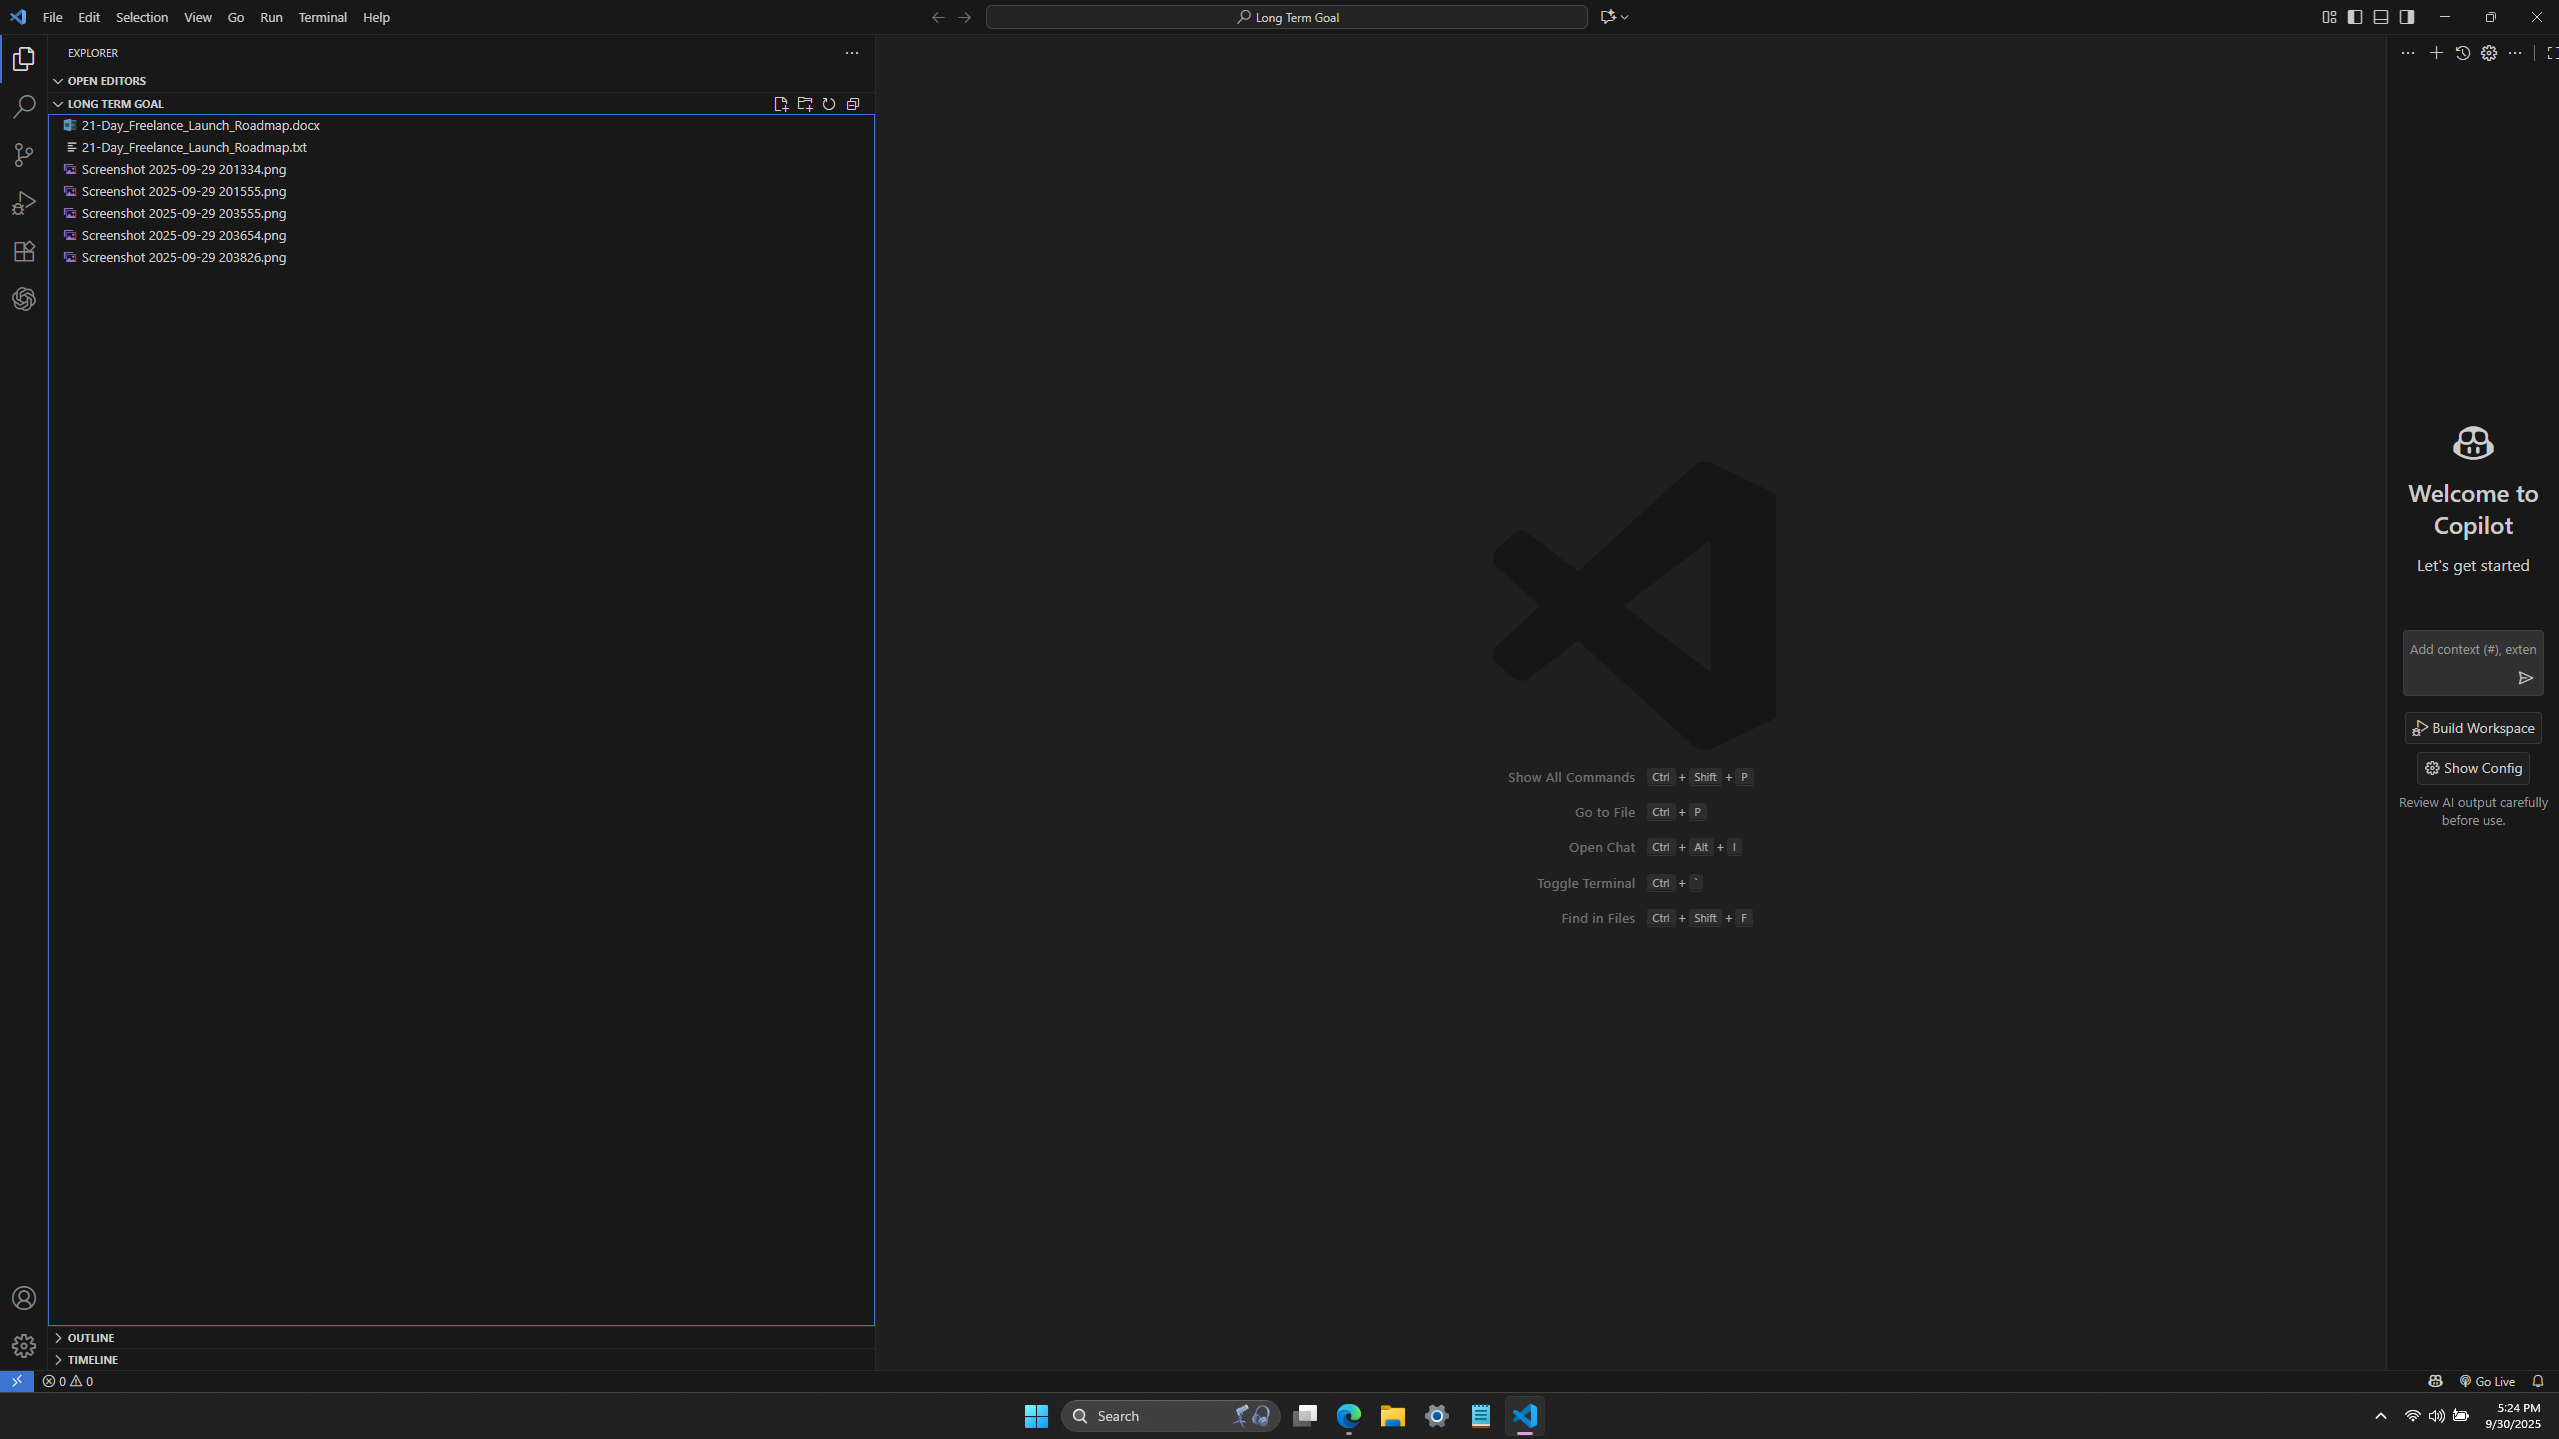 File Edit Selection View Go Run Terminal Help
Long Term Goal
EXPLORER
OPEN EDITORS
LONG TERM GOAL
21-Day_Freelance_Launch_Roadmap.docx
21-Day_Freelance_Launch_Roadmap.txt
Screenshot 2025-09-29 201334.png
Screenshot 2025-09-29 201555.png
Screenshot 2025-09-29 203555.png
Screenshot 2025-09-29 203654.png
Screenshot 2025-09-29 203826.png
OUTLINE
TIMELINE
Show All Commands Ctrl + Shift + P
Go to File Ctrl + P
Open Chat Ctrl + Alt + I
Toggle Terminal Ctrl + `
Find in Files Ctrl + Shift + F
Welcome to
Copilot
Let's get started
Add context (#), exten
Build Workspace
Show Config
Review AI output carefully
before use.
0 0
Go Live
Search
5:24 PM
9/30/2025